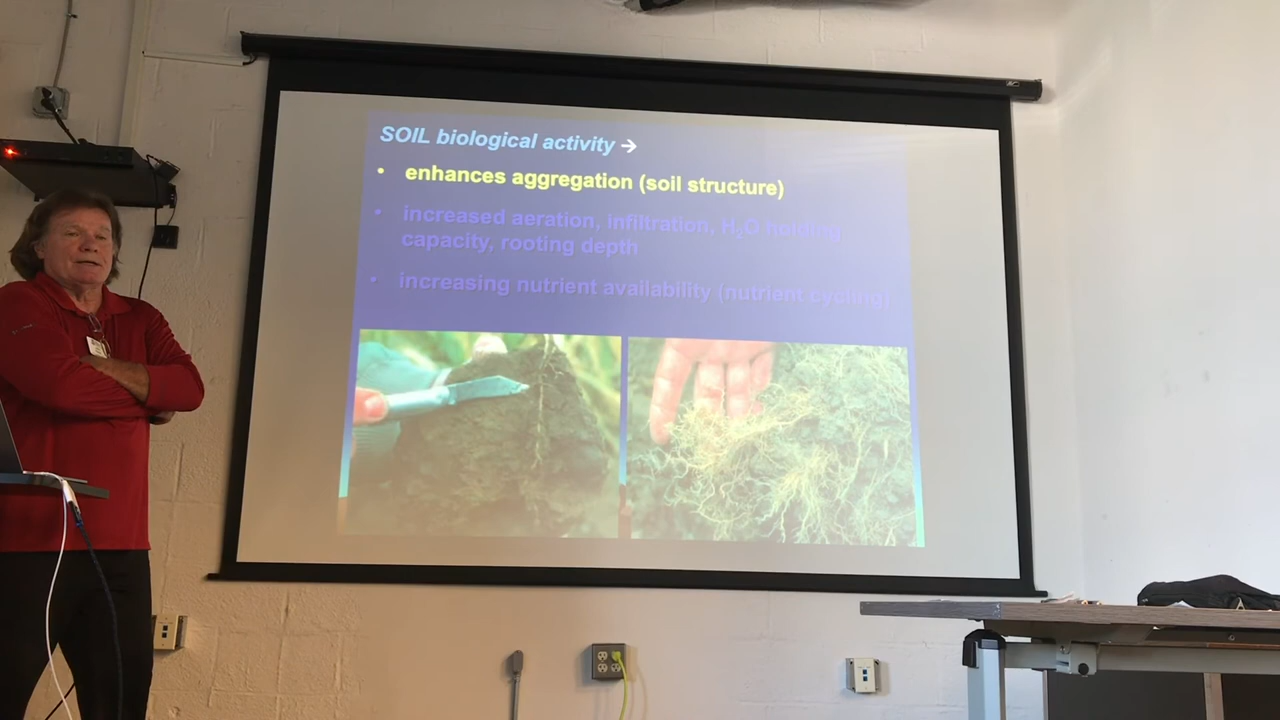 SOIL biological activity →
• enhances aggregation (soil structure)
• increased aeration, infiltration, H₂O holding
capacity, rooting depth
• increasing nutrient availability (nutrient cycling)